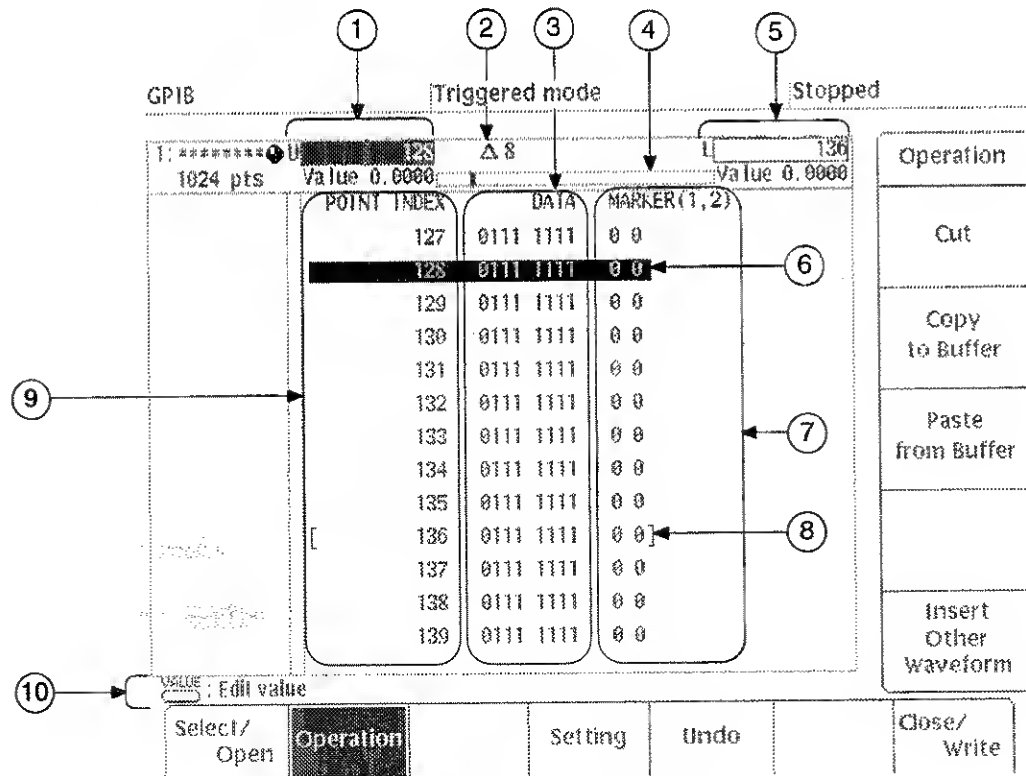 1 2 3 4 5
GPIB Triggered mode Stopped
1: ******** U 128 Δ 8 L 136
1024 pts Value 0.0000 Value 0.0000
POINT INDEX DATA MARKER(1,2)
127 0111 1111 0 0
128 0111 1111 0 0 6
129 0111 1111 0 0
130 0111 1111 0 0
131 0111 1111 0 0
9 132 0111 1111 0 0
133 0111 1111 0 0 7
134 0111 1111 0 0
135 0111 1111 0 0
[ 136 0111 1111 0 0] 8
137 0111 1111 0 0
138 0111 1111 0 0
139 0111 1111 0 0
10 VALUE : Edit value
Operation
Cut
Copy
to Buffer
Paste
from Buffer
Insert
Other
Waveform
Select/
Open
Operation
Setting
Undo
Close/
Write